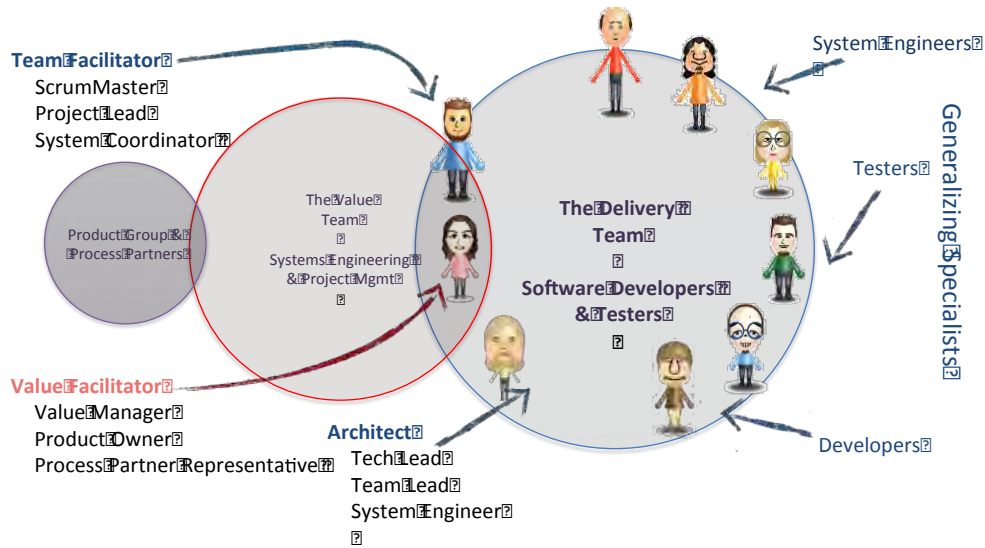 Team Facilitator
ScrumMaster
Project Lead
System Coordinator
Product Group &
Process Partners
The Value
Team
Systems Engineering
& Project Mgmt
The Delivery
Team
Software Developers
& Testers
System Engineers
Testers
Generalizing Specialists
Developers
Value Facilitator
Value Manager
Product Owner
Process Partner Representative
Architect
Tech Lead
Team Lead
System Engineer